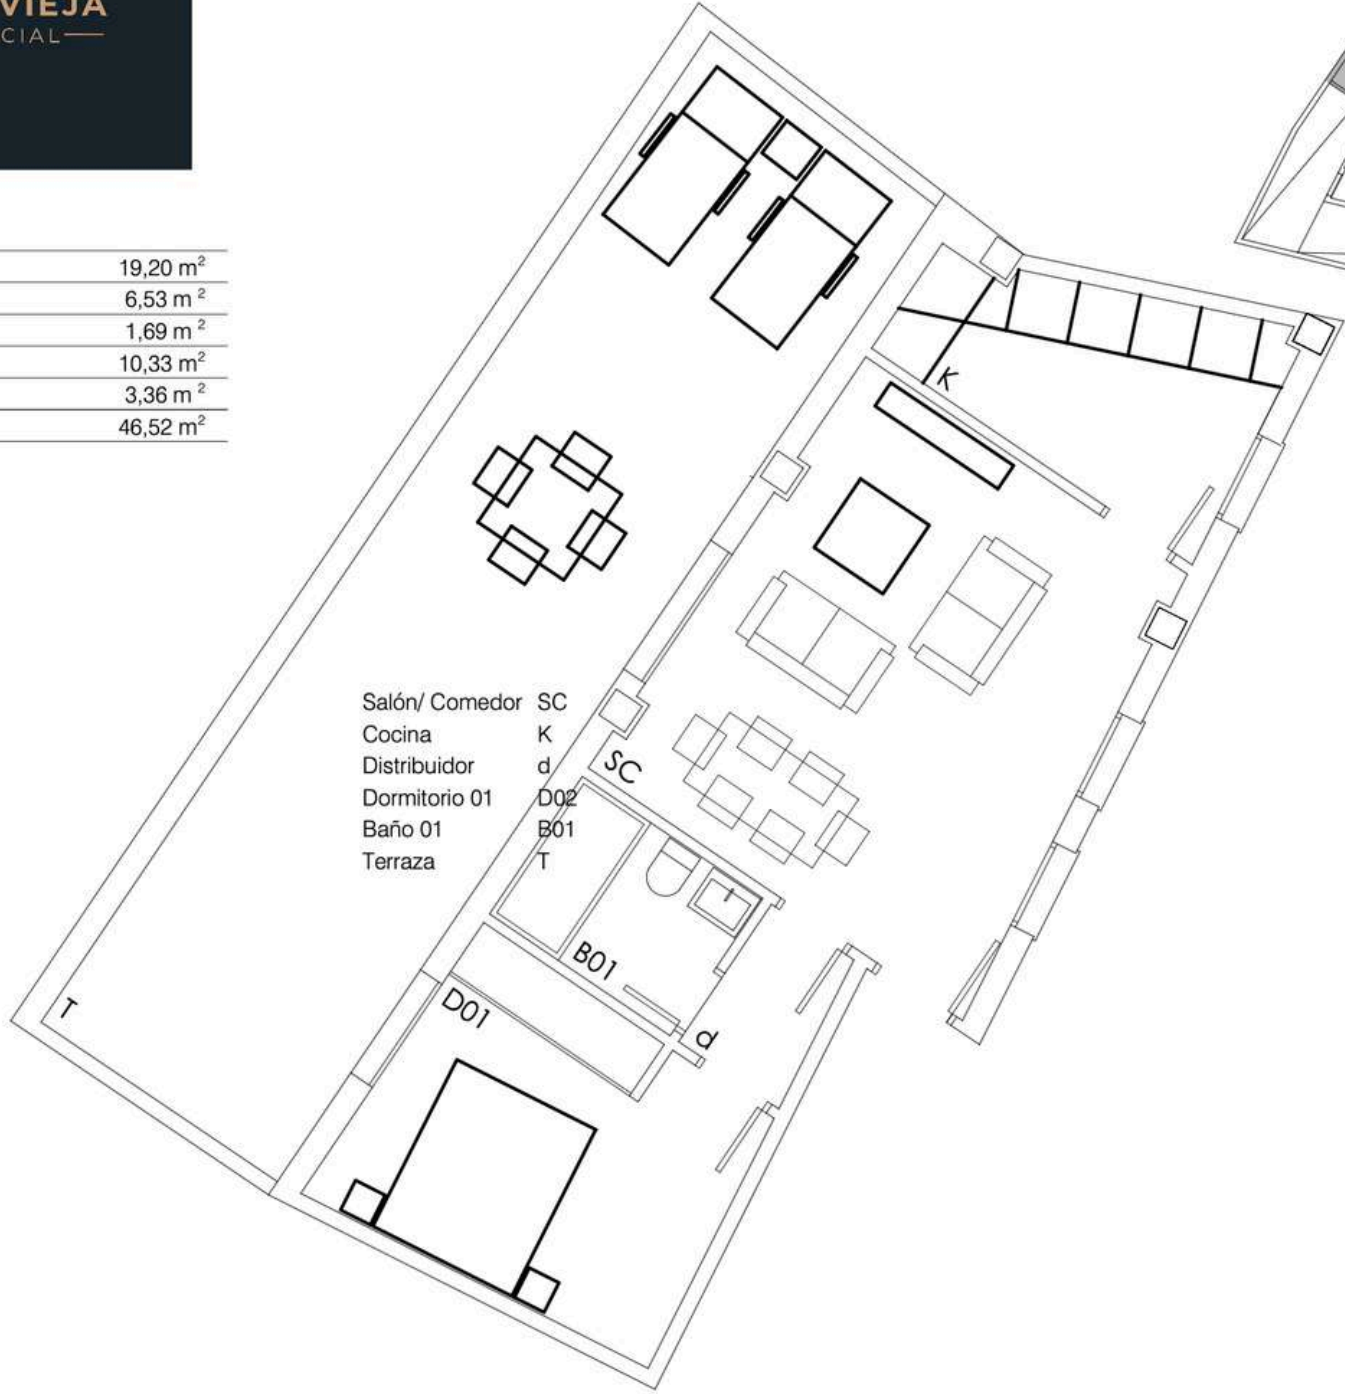 VIEJA
CIAL
19,20 m²
6,53 m²
1,69 m²
10,33 m²
3,36 m²
46,52 m²
K
Salón/ Comedor SC
Cocina K
Distribuidor d
Dormitorio 01 D02
Baño 01 B01
Terraza T
SC
B01
D01
d
T